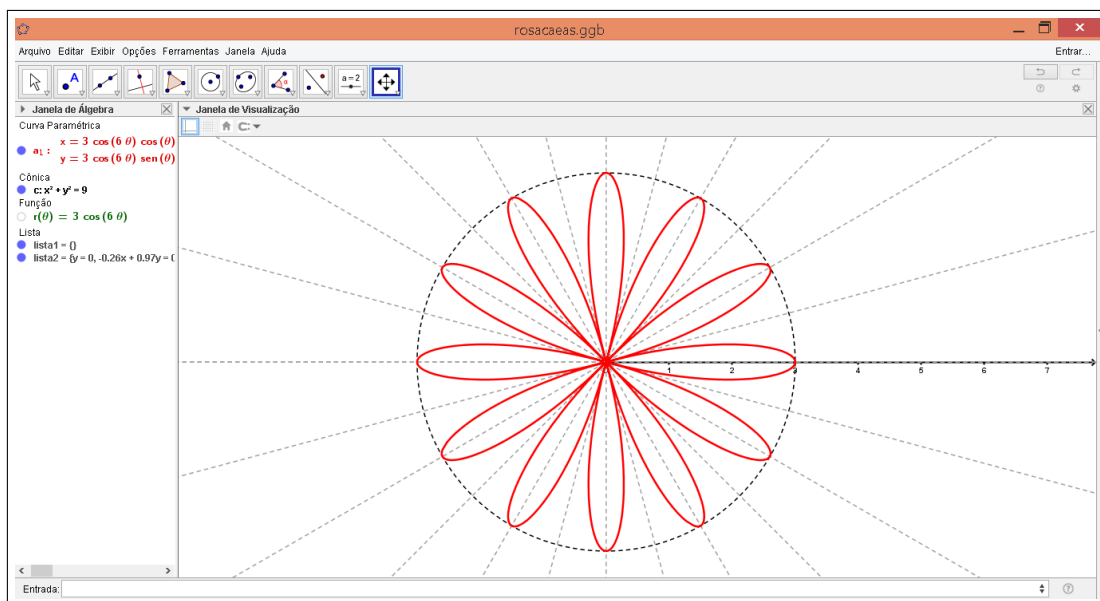 rosacaeas.ggb
Arquivo Editar Exibir Opções Ferramentas Janela Ajuda
Entrar...
A
α
a = 2
Janela de Álgebra
Janela de Visualização
Curva Paramétrica
a₁ : x = 3 cos (6 θ) cos (θ)
y = 3 cos (6 θ) sen (θ)
Cônica
c: x² + y² = 9
Função
r(θ) = 3 cos (6 θ)
Lista
lista1 = {}
lista2 = {y = 0, -0.26x + 0.97y = (
1 2 3 4 5 6 7
Entrada: